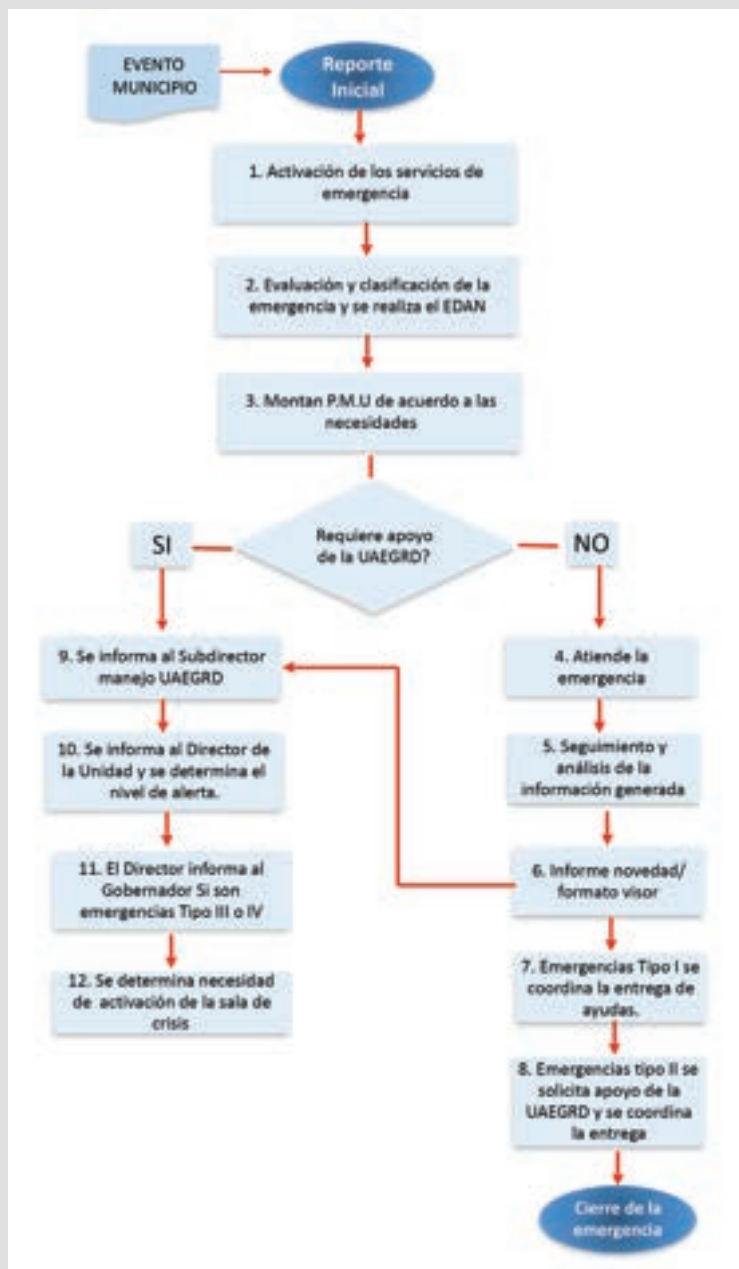 EVENTO
MUNICIPIO
Reporte
Inicial
1. Activación de los servicios de
emergencia
2. Evaluación y clasificación de la
emergencia y se realiza el EDAN
3. Montan P.M.U de acuerdo a las
necesidades
Requiere apoyo
de la UAEGRD?
SI
NO
9. Se informa al Subdirector
manejo UAEGRD
10. Se informa al Director de
la Unidad y se determina el
nivel de alerta.
11. El Director informa al
Gobernador Si son
emergencias Tipo III o IV
12. Se determina necesidad
de activación de la sala de
crisis
4. Atiende la
emergencia
5. Seguimiento y
análisis de la
información generada
6. Informe novedad/
formato visor
7. Emergencias Tipo I se
coordina la entrega de
ayudas.
8. Emergencias tipo II se
solicita apoyo de la
UAEGRD y se coordina
la entrega
Cierre de la
emergencia